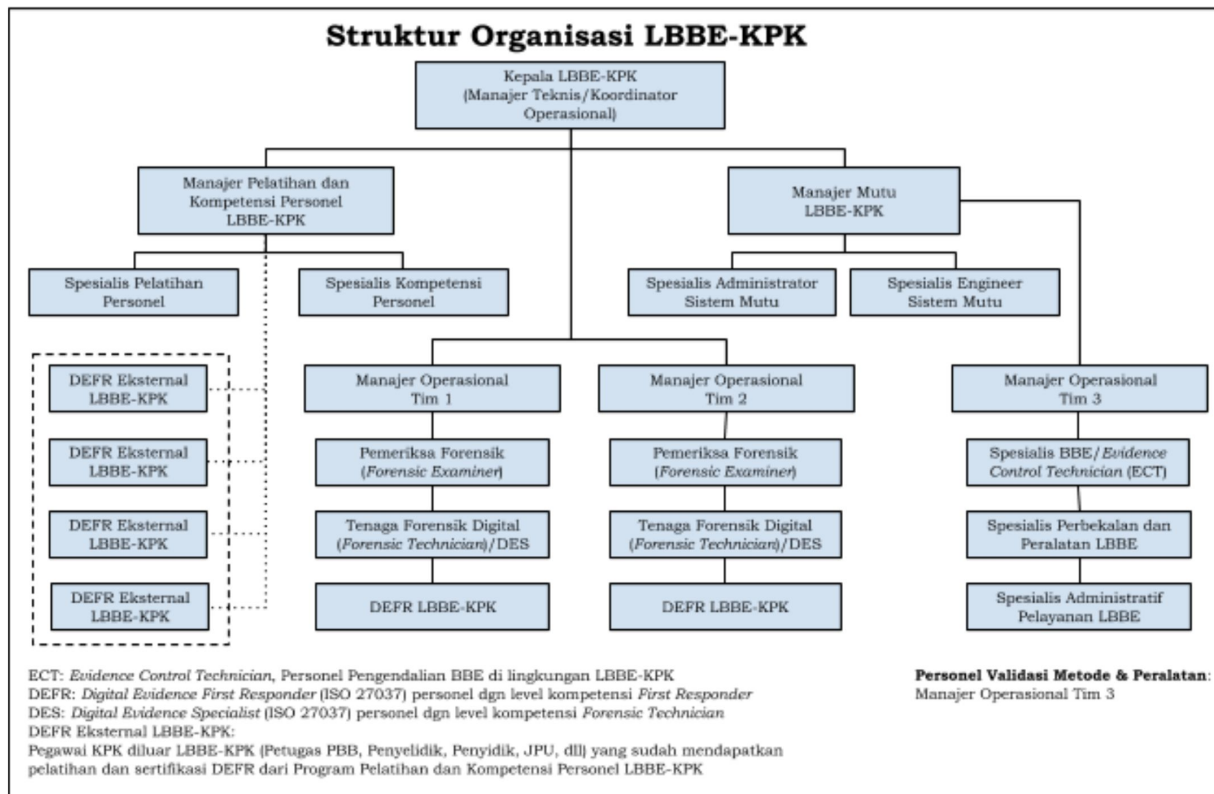 Struktur Organisasi LBBE-KPK
Kepala LBBE-KPK
(Manajer Teknis/Koordinator
Operasional)
Manajer Pelatihan dan
Kompetensi Personel
LBBE-KPK
Manajer Mutu
LBBE-KPK
Spesialis Pelatihan
Personel
Spesialis Kompetensi
Personel
Spesialis Administrator
Sistem Mutu
Spesialis Engineer
Sistem Mutu
DEFR Eksternal
LBBE-KPK
DEFR Eksternal
LBBE-KPK
DEFR Eksternal
LBBE-KPK
DEFR Eksternal
LBBE-KPK
Manajer Operasional
Tim 1
Pemeriksa Forensik
(Forensic Examiner)
Tenaga Forensik Digital
(Forensic Technician)/DES
DEFR LBBE-KPK
Manajer Operasional
Tim 2
Pemeriksa Forensik
(Forensic Examiner)
Tenaga Forensik Digital
(Forensic Technician)/DES
DEFR LBBE-KPK
Manajer Operasional
Tim 3
Spesialis BBE/Evidence
Control Technician (ECT)
Spesialis Perbekalan dan
Peralatan LBBE
Spesialis Administratif
Pelayanan LBBE
ECT: Evidence Control Technician, Personel Pengendalian BBE di lingkungan LBBE-KPK
DEFR: Digital Evidence First Responder (ISO 27037) personel dgn level kompetensi First Responder
DES: Digital Evidence Specialist (ISO 27037) personel dgn level kompetensi Forensic Technician
DEFR Eksternal LBBE-KPK:
Pegawai KPK diluar LBBE-KPK (Petugas PBB, Penyelidik, Penyidik, JPU, dll) yang sudah mendapatkan
pelatihan dan sertifikasi DEFR dari Program Pelatihan dan Kompetensi Personel LBBE-KPK
Personel Validasi Metode & Peralatan:
Manajer Operasional Tim 3